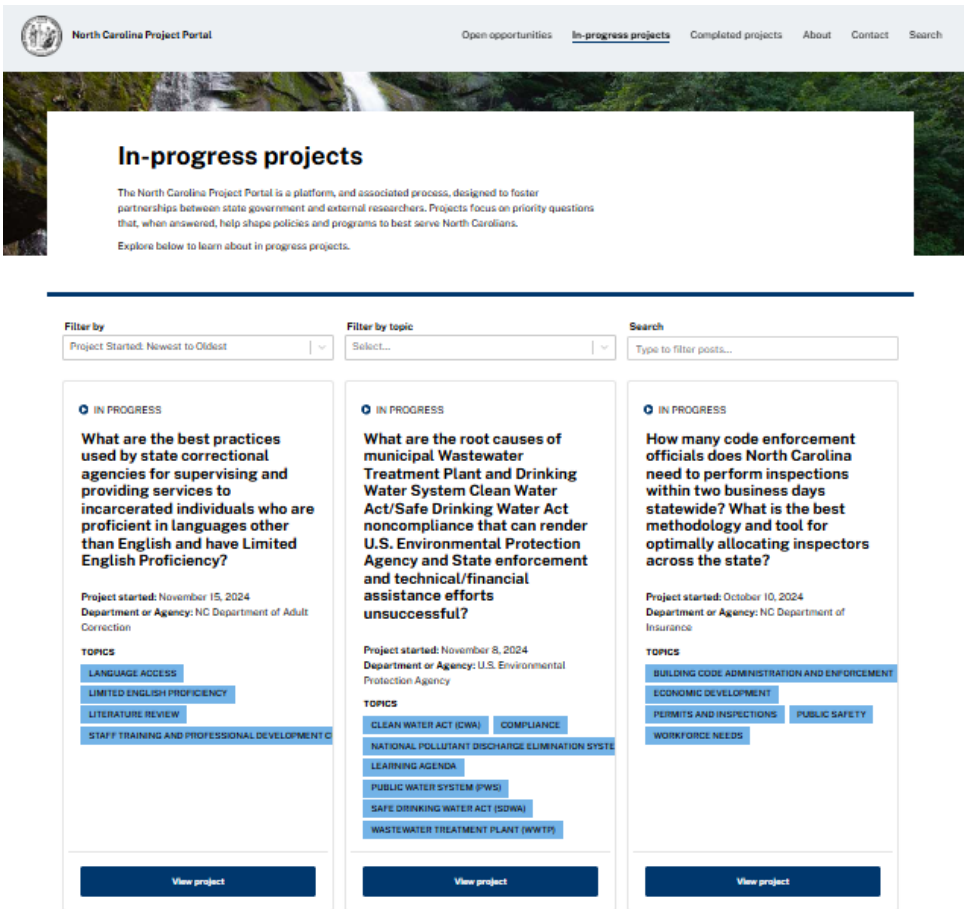 North Carolina Project Portal
Open opportunities
In-progress projects
Completed projects
About
Contact
Search
In-progress projects
The North Carolina Project Portal is a platform, and associated process, designed to foster
partnerships between state government and external researchers. Projects focus on priority questions
that, when answered, help shape policies and programs to best serve North Carolians.
Explore below to learn about in progress projects.
Filter by
Project Started: Newest to Oldest
Filter by topic
Select...
Search
Type to filter posts...
IN PROGRESS
What are the best practices
used by state correctional
agencies for supervising and
providing services to
incarcerated individuals who are
proficient in languages other
than English and have Limited
English Proficiency?
Project started: November 15, 2024
Department or Agency: NC Department of Adult
Correction
TOPICS
LANGUAGE ACCESS
LIMITED ENGLISH PROFICIENCY
LITERATURE REVIEW
STAFF TRAINING AND PROFESSIONAL DEVELOPMENT C
View project
IN PROGRESS
What are the root causes of
municipal Wastewater
Treatment Plant and Drinking
Water System Clean Water
Act/Safe Drinking Water Act
noncompliance that can render
U.S. Environmental Protection
Agency and State enforcement
and technical/financial
assistance efforts
unsuccessful?
Project started: November 8, 2024
Department or Agency: U.S. Environmental
Protection Agency
TOPICS
CLEAN WATER ACT (CWA)
COMPLIANCE
NATIONAL POLLUTANT DISCHARGE ELIMINATION SYSTE
LEARNING AGENDA
PUBLIC WATER SYSTEM (PWS)
SAFE DRINKING WATER ACT (SDWA)
WASTEWATER TREATMENT PLANT (WWTP)
View project
IN PROGRESS
How many code enforcement
officials does North Carolina
need to perform inspections
within two business days
statewide? What is the best
methodology and tool for
optimally allocating inspectors
across the state?
Project started: October 10, 2024
Department or Agency: NC Department of
Insurance
TOPICS
BUILDING CODE ADMINISTRATION AND ENFORCEMENT
ECONOMIC DEVELOPMENT
PERMITS AND INSPECTIONS
PUBLIC SAFETY
WORKFORCE NEEDS
View project